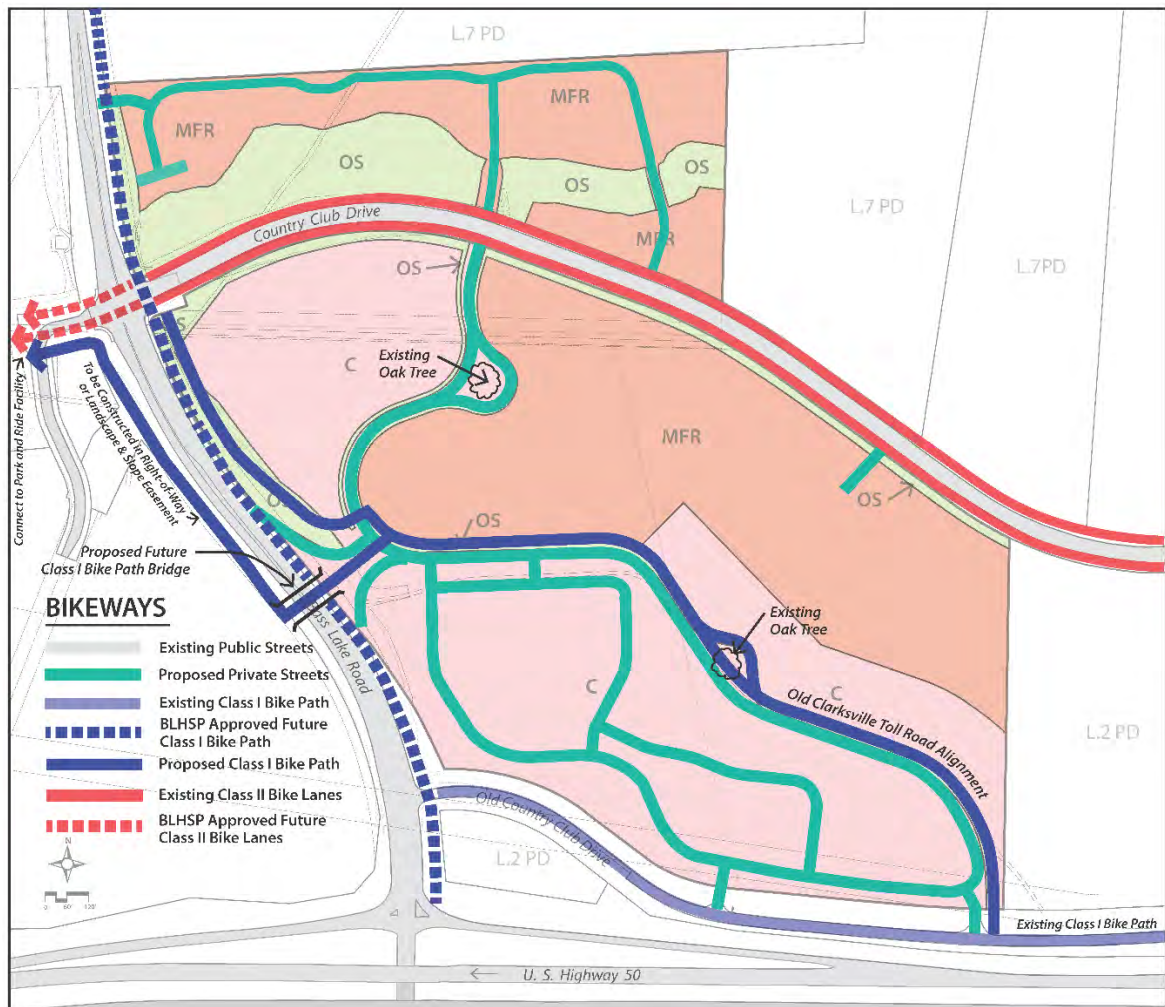 L.7 PD
MFR
MFR
OS
OS
OS
L.7 PD
Country Club Drive
MFR
OS
L.7PD
C
Existing
Oak Tree
Connect to Park and Ride Facility
To be Constructed in Right-of-Way
or Landscape & Slope Easement
MFR
OS
OS
Proposed Future
Class I Bike Path Bridge
Existing
Oak Tree
Lake Road
C
C
Old Clarksville Toll Road Alignment
L.2 PD
BIKEWAYS
Existing Public Streets
Proposed Private Streets
Existing Class I Bike Path
BLHSP Approved Future
Class I Bike Path
Proposed Class I Bike Path
Existing Class II Bike Lanes
BLHSP Approved Future
Class II Bike Lanes
N
0 60' 120'
Old Country Club Drive
L.2 PD
Existing Class I Bike Path
U. S. Highway 50